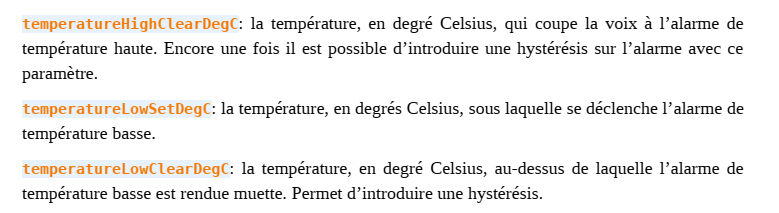 temperatureHighClearDegC: la température, en degré Celsius, qui coupe la voix à l’alarme de
température haute. Encore une fois il est possible d’introduire une hystérésis sur l’alarme avec ce
paramètre.
temperatureLowSetDegC: la température, en degrés Celsius, sous laquelle se déclenche l’alarme de
température basse.
temperatureLowClearDegC: la température, en degré Celsius, au-dessus de laquelle l’alarme de
température basse est rendue muette. Permet d’introduire une hystérésis.